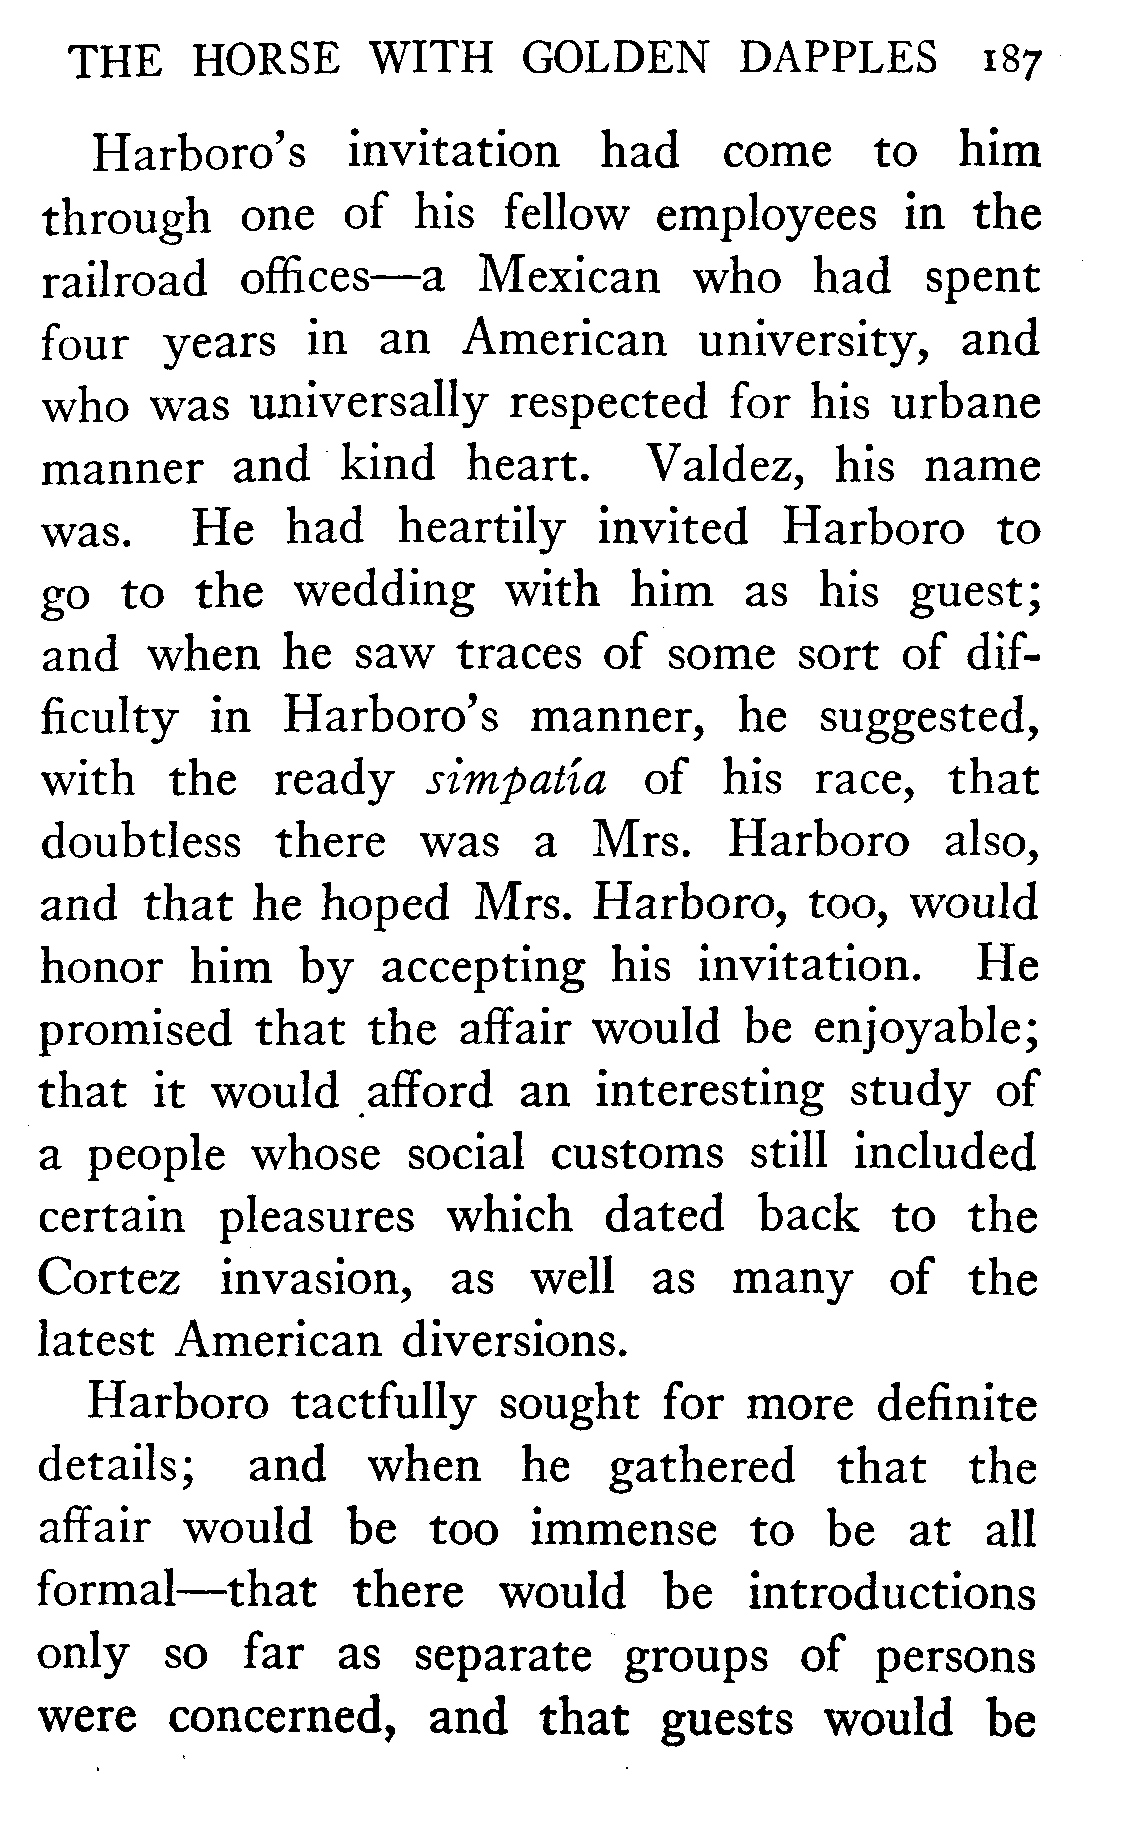 THE HORSE WITH GOLDEN DAPPLES 187
Harboro's invitation had come to him
through one of his fellow employees in the
railroad offices—a Mexican who had spent
four years in an American university, and
who was universally respected for his urbane
manner and kind heart. Valdez, his name
was. He had heartily invited Harboro to
go to the wedding with him as his guest;
and when he saw traces of some sort of dif-
ficulty in Harboro's manner, he suggested,
with the ready simpatía of his race, that
doubtless there was a Mrs. Harboro also,
and that he hoped Mrs. Harboro, too, would
honor him by accepting his invitation. He
promised that the affair would be enjoyable;
that it would afford an interesting study of
a people whose social customs still included
certain pleasures which dated back to the
Cortez invasion, as well as many of the
latest American diversions.
Harboro tactfully sought for more definite
details; and when he gathered that the
affair would be too immense to be at all
formal—that there would be introductions
only so far as separate groups of persons
were concerned, and that guests would be